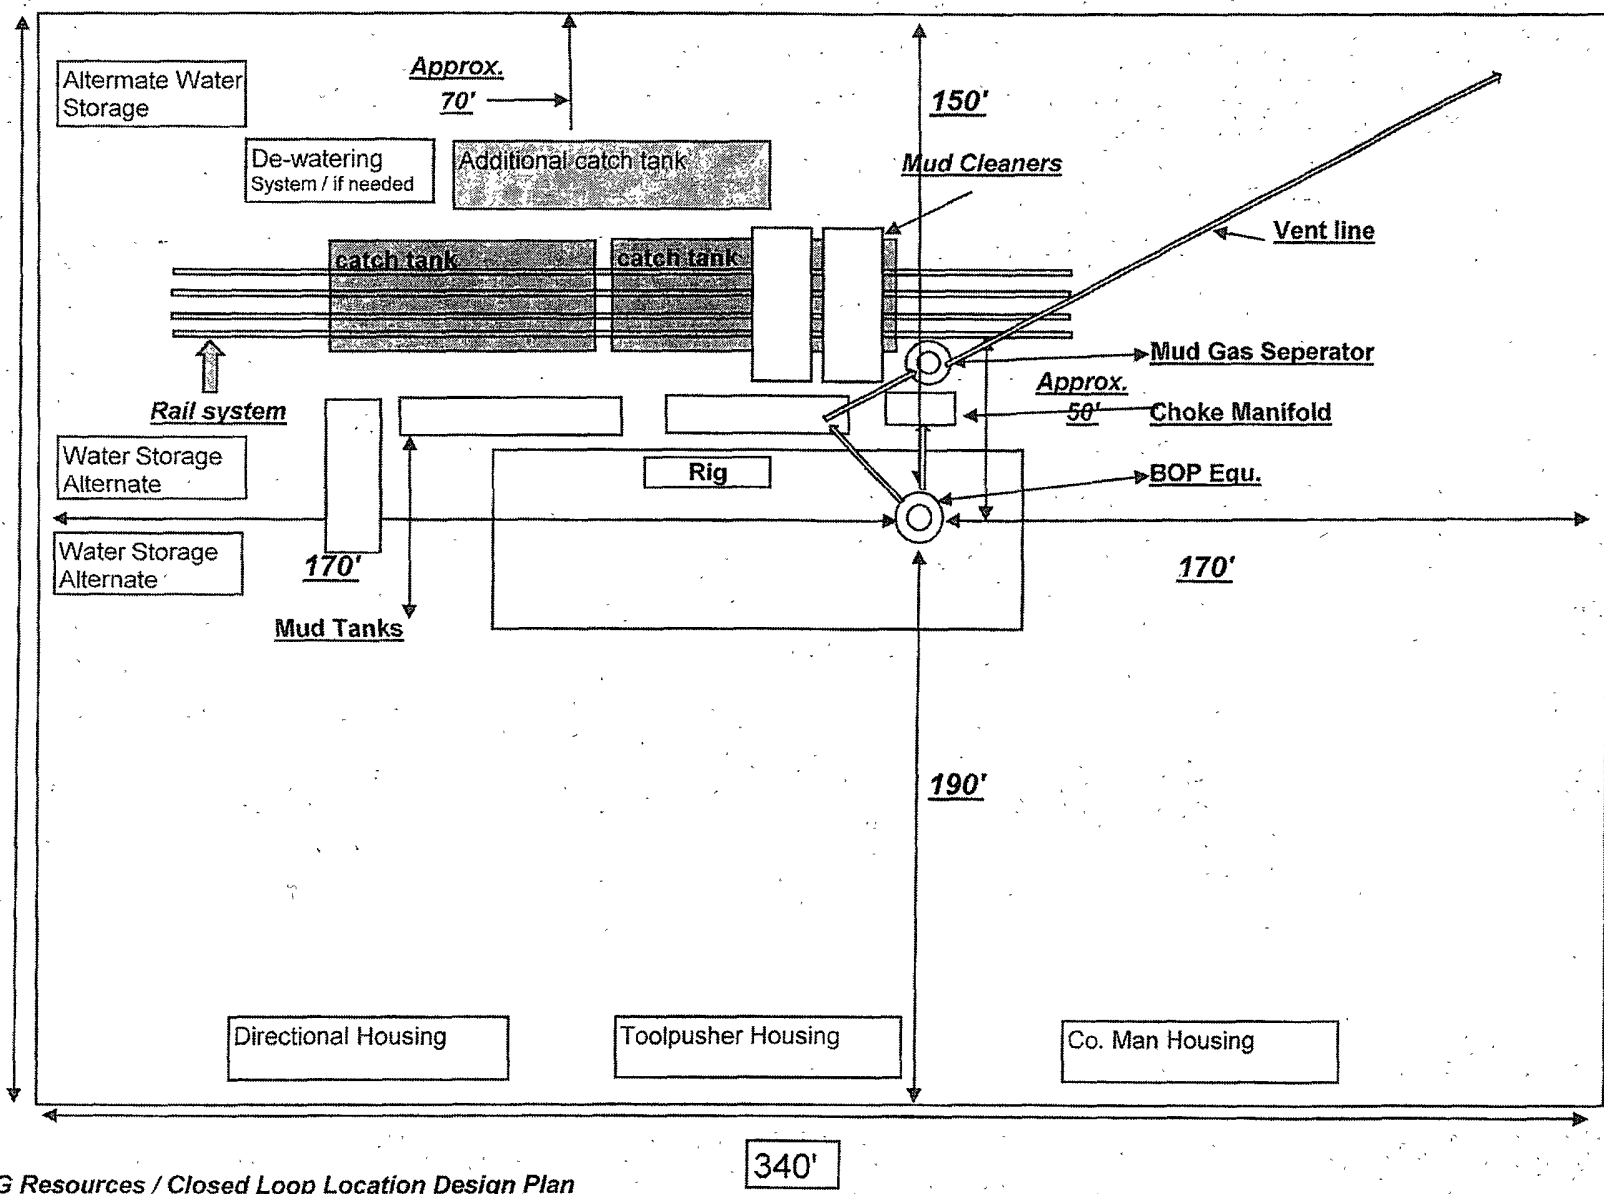 Approx.
70'
Altermate Water
Storage
150'
De-watering
System / if needed
Additional catch tank
Mud Cleaners
Vent line
catch tank
catch tank
Mud Gas Seperator
Approx.
50'
Rail system
Choke Manifold
Water Storage
Alternate
Rig
BOP Equ.
Water Storage
Alternate
170'
170'
Mud Tanks
190'
Directional Housing
Toolpusher Housing
Co. Man Housing
340'
G Resources / Closed Loop Location Design Plan